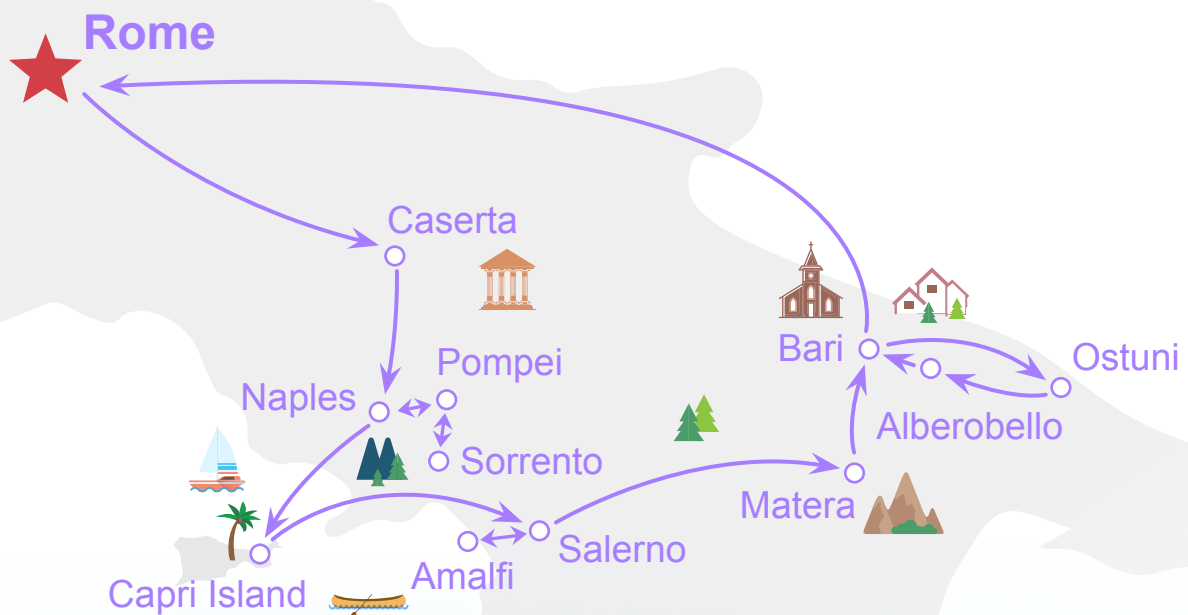 Rome
Caserta
Pompei
Naples
Sorrento
Bari
Ostuni
Alberobello
Matera
Salerno
Amalfi
Capri Island